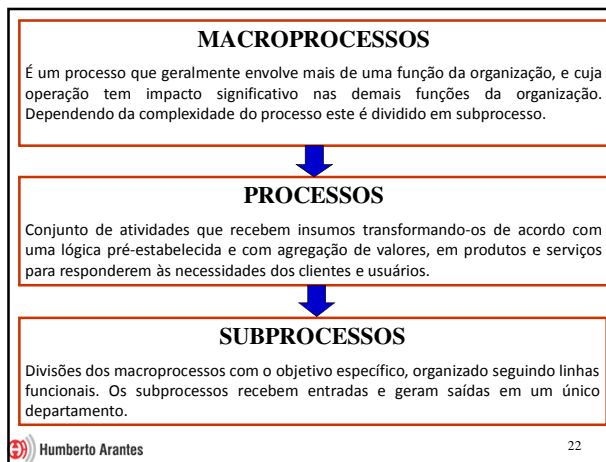 MACROPROCESSOS
É um processo que geralmente envolve mais de uma função da organização, e cuja
operação tem impacto significativo nas demais funções da organização.
Dependendo da complexidade do processo este é dividido em subprocesso.
PROCESSOS
Conjunto de atividades que recebem insumos transformando-os de acordo com
uma lógica pré-estabelecida e com agregação de valores, em produtos e serviços
para responderem às necessidades dos clientes e usuários.
SUBPROCESSOS
Divisões dos macroprocessos com o objetivo específico, organizado seguindo linhas
funcionais. Os subprocessos recebem entradas e geram saídas em um único
departamento.
Humberto Arantes
22